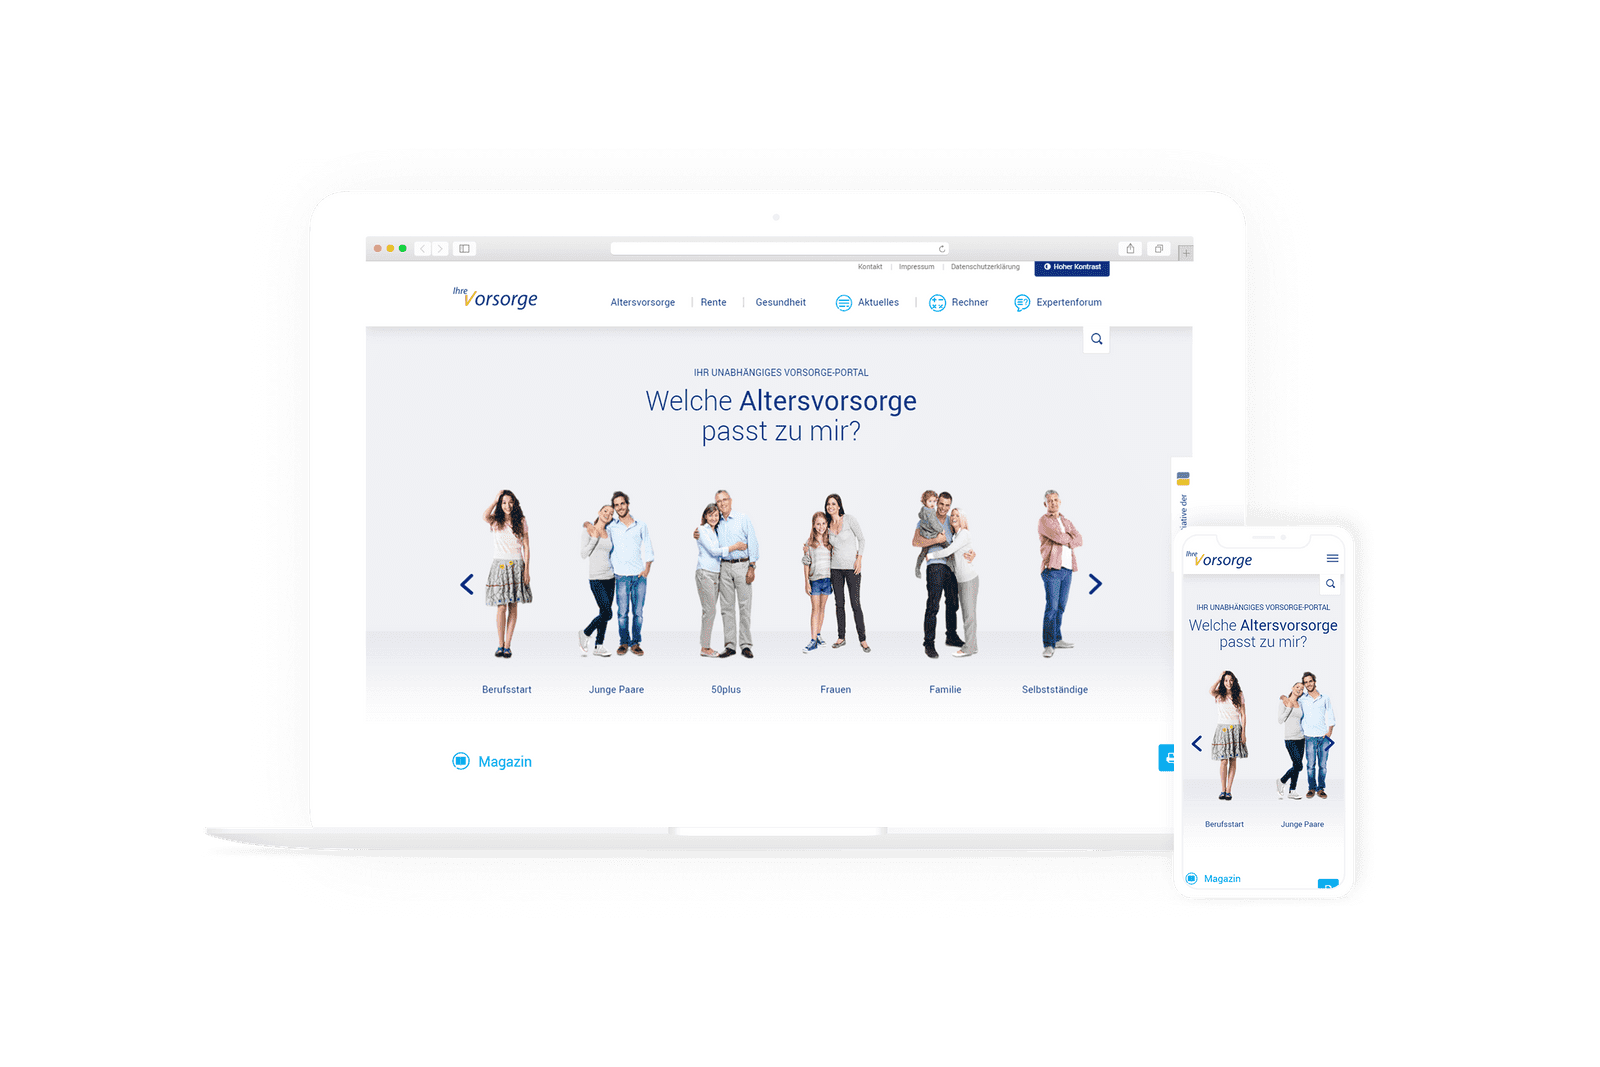 Kontakt | Impressum | Datenschutzerklärung Hoher Kontrast
Ihre
Vorsorge
Altersvorsorge | Rente | Gesundheit Aktuelles | Rechner Expertenforum
IHR UNABHÄNGIGES VORSORGE-PORTAL
Welche Altersvorsorge
passt zu mir?
Berufsstart Junge Paare 50plus Frauen Familie Selbstständige
Magazin
der
Ihre
Vorsorge
IHR UNABHÄNGIGES VORSORGE-PORTAL
Welche Altersvorsorge
passt zu mir?
Berufsstart Junge Paare
Magazin